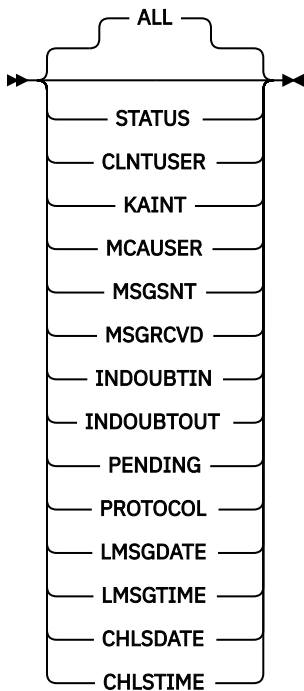 ALL
STATUS
CLNTUSER
KAINT
MCAUSER
MSGSNT
MSGRCVD
INDOUBTIN
INDOUBTOUT
PENDING
PROTOCOL
LMSGDATE
LMSGTIME
CHLSDATE
CHLSTIME